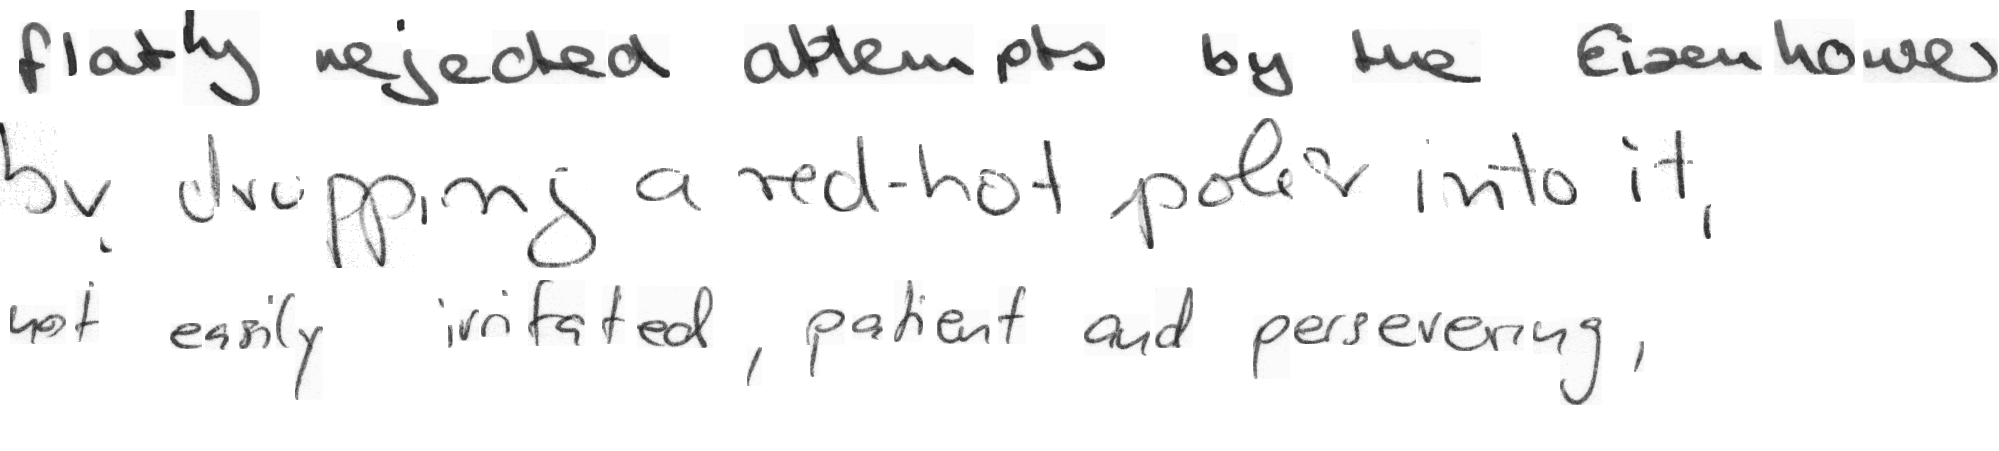 flatly rejected attempts by the Eisenhower
by dropping a red-hot poker into it,
not easily irritated, patient and persevering,